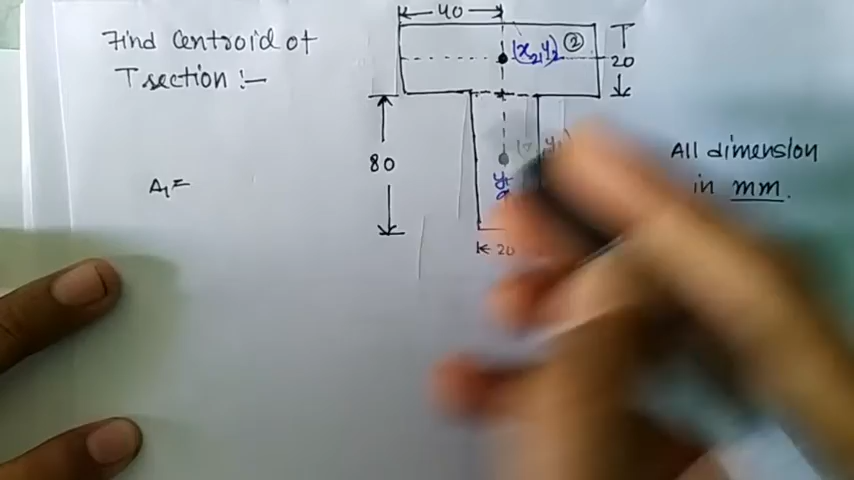 Find Centroid of
T section :-
40
(x₂, y₂) ②
20
80
All dimension
in mm.
A₁ =
20